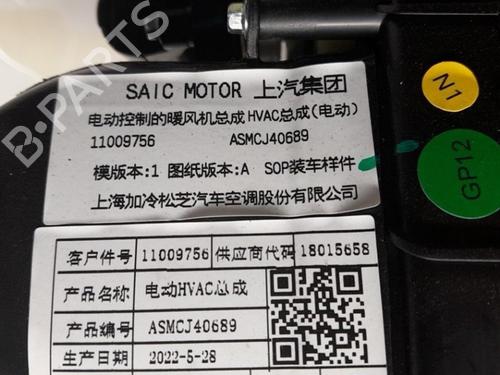 SAIC MOTOR 上汽集团
电动控制的暖风机总成 HVAC总成(电动)
11009756 ASMCJ40689
模版本:1 图纸版本:A SOP装车样件
上海加冷松芝汽车空调股份有限公司
客户件号 11009756 供应商代码 18015658
产品名称 电动HVAC总成
产品编号 ASMCJ40689
生产日期 2022-5-28
N1
GP12
B-PARTS